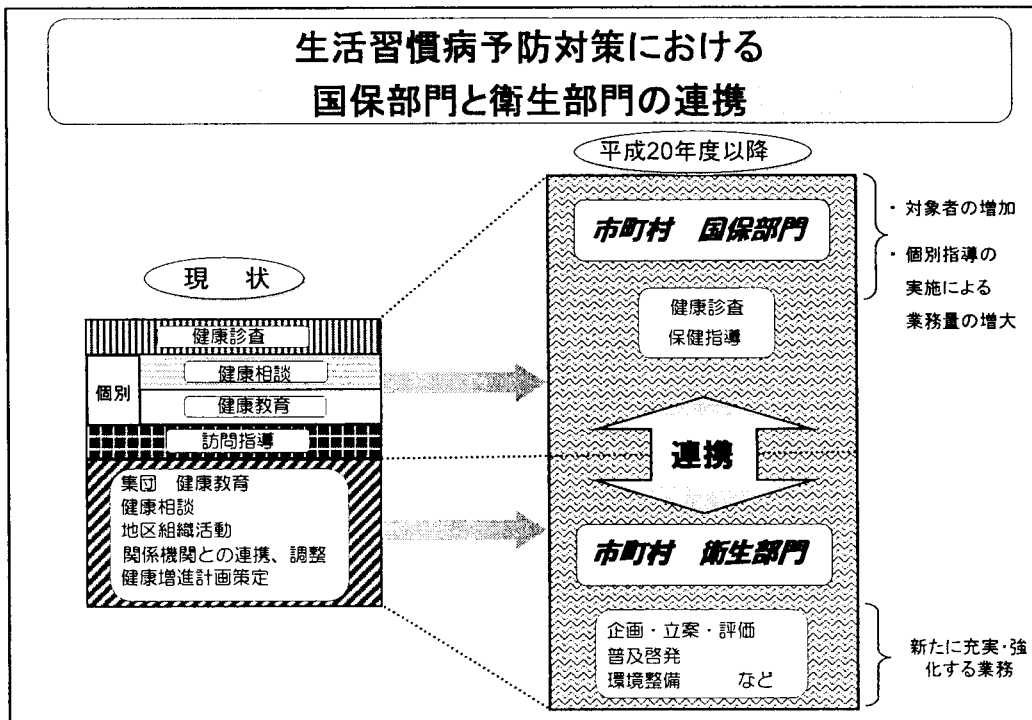 生活習慣病予防対策における
国保部門と衛生部門の連携
現　状
健康診査
個別
健康相談
健康教育
訪問指導
集団　健康教育
健康相談
地区組織活動
関係機関との連携、調整
健康増進計画策定
平成20年度以降
市町村　国保部門
健康診査
保健指導
連携
市町村　衛生部門
企画・立案・評価
普及啓発
環境整備　　など
・対象者の増加
・個別指導の
実施による
業務量の増大
新たに充実・強
化する業務